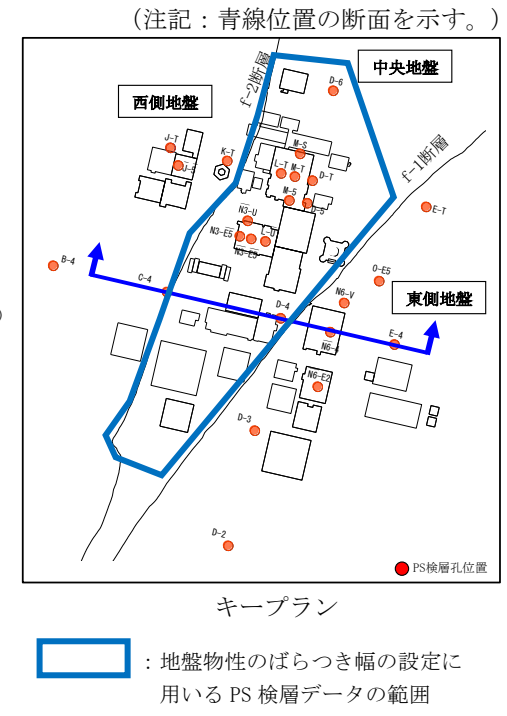 (注記：青線位置の断面を示す。)
中央地盤
D-6
西側地盤
f-2断層
f-1断層
J-T
J-5
K-T
M-S
L-T
M-T
D-T
M-5
D-5
E-T
N3-U
N3-E5
L-U
N3-E5
B-4
C-4
O-E5
N6-V
東側地盤
D-4
E-4
N6-E2
D-3
D-2
PS検層孔位置
キープラン
：地盤物性のばらつき幅の設定に
用いる PS 検層データの範囲